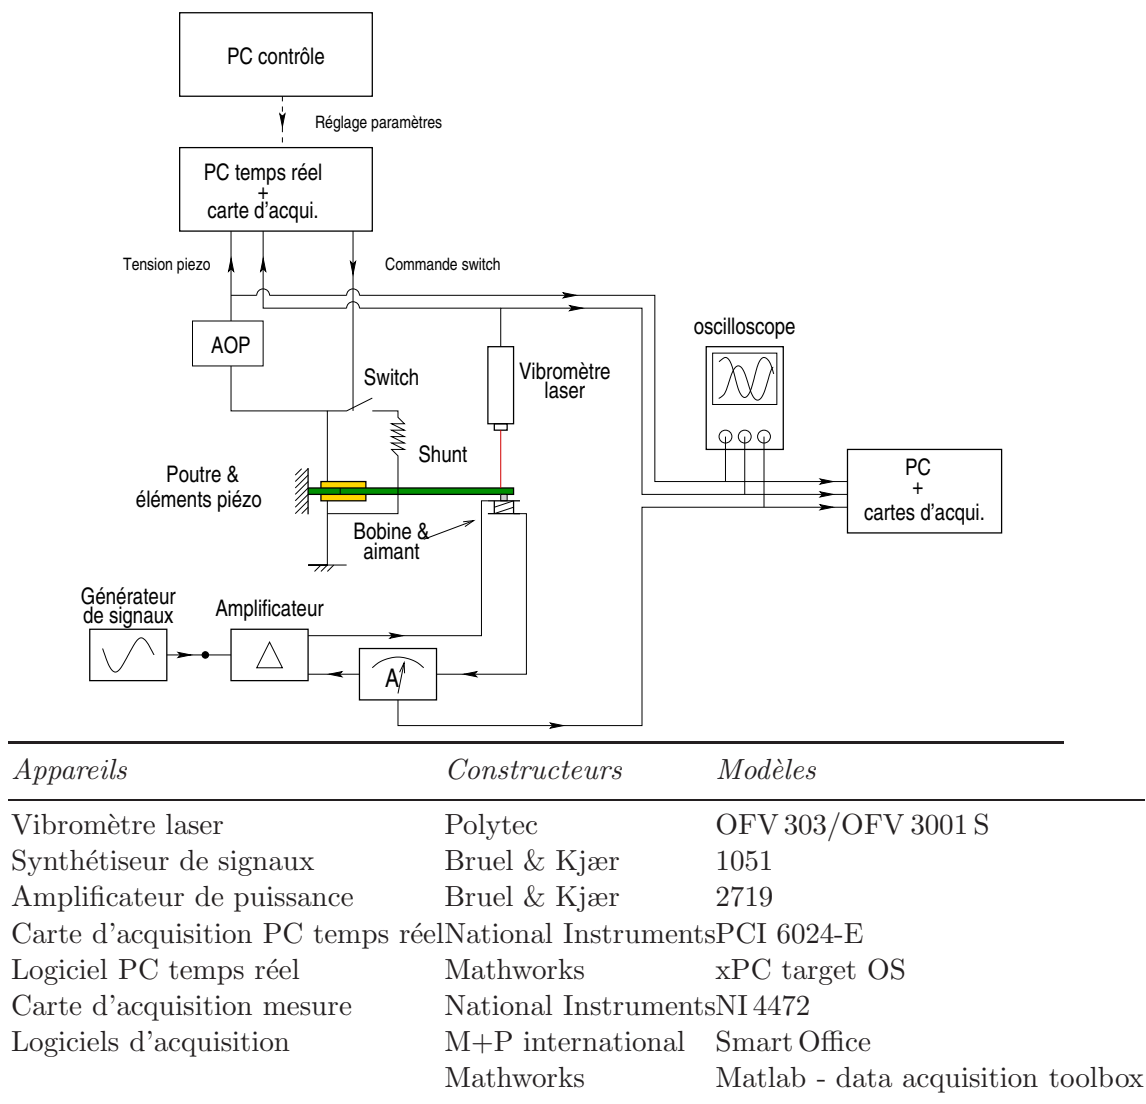 PC contrôle
Réglage paramètres
PC temps réel
+
carte d'acqui.
Tension piezo
Commande switch
AOP
Switch
Vibromètre
laser
oscilloscope
Shunt
Poutre &
éléments piézo
PC
+
cartes d'acqui.
Bobine &
aimant
Générateur
de signaux
Amplificateur
A
Appareils Constructeurs Modèles
Vibromètre laser Polytec OFV 303/OFV 3001 S
Synthétiseur de signaux Bruel & Kjær 1051
Amplificateur de puissance Bruel & Kjær 2719
Carte d'acquisition PC temps réel National Instruments PCI 6024-E
Logiciel PC temps réel Mathworks xPC target OS
Carte d'acquisition mesure National Instruments NI 4472
Logiciels d'acquisition M+P international Smart Office
Mathworks Matlab - data acquisition toolbox